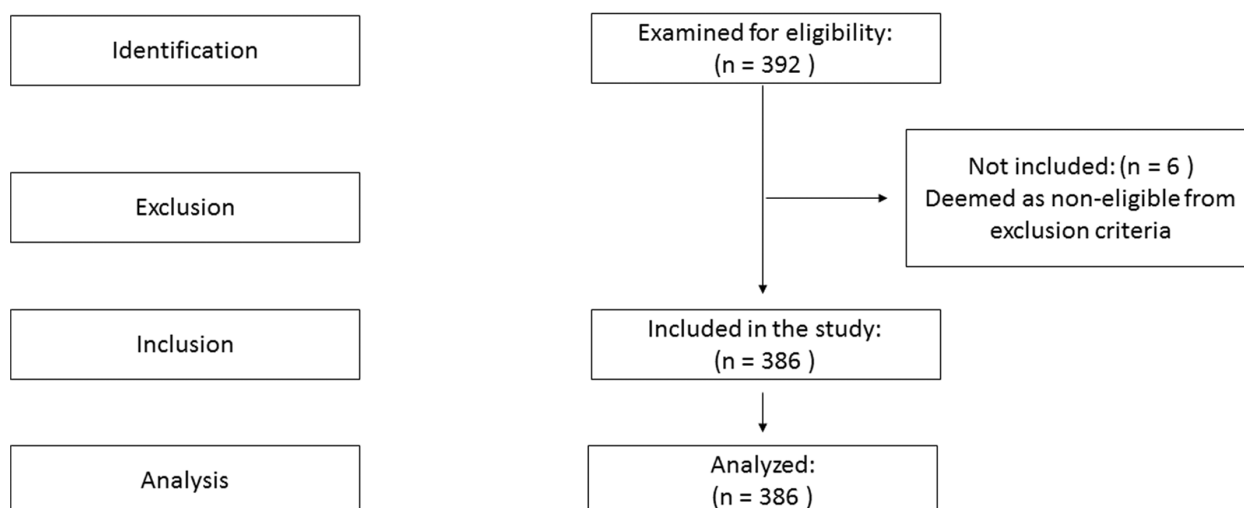 Identification
Examined for eligibility:
(n = 392 )
Exclusion
Not included: (n = 6 )
Deemed as non-eligible from
exclusion criteria
Inclusion
Included in the study:
(n = 386 )
Analysis
Analyzed:
(n = 386 )